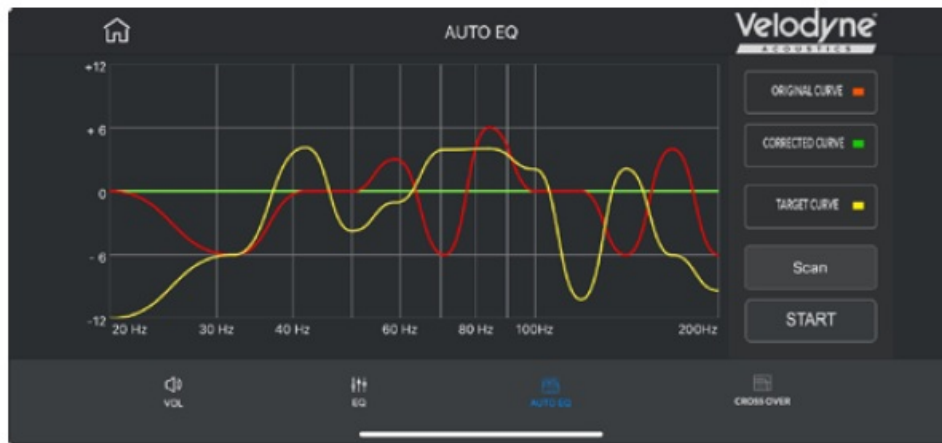 AUTO EQ
Velodyne
ACOUSTICS
+12
+ 6
0
- 6
-12
20 Hz 30 Hz 40 Hz 60 Hz 80 Hz 100Hz 200Hz
ORIGINAL CURVE
CORRECTED CURVE
TARGET CURVE
Scan
START
VOL
EQ
AUTO EQ
CROSS OVER